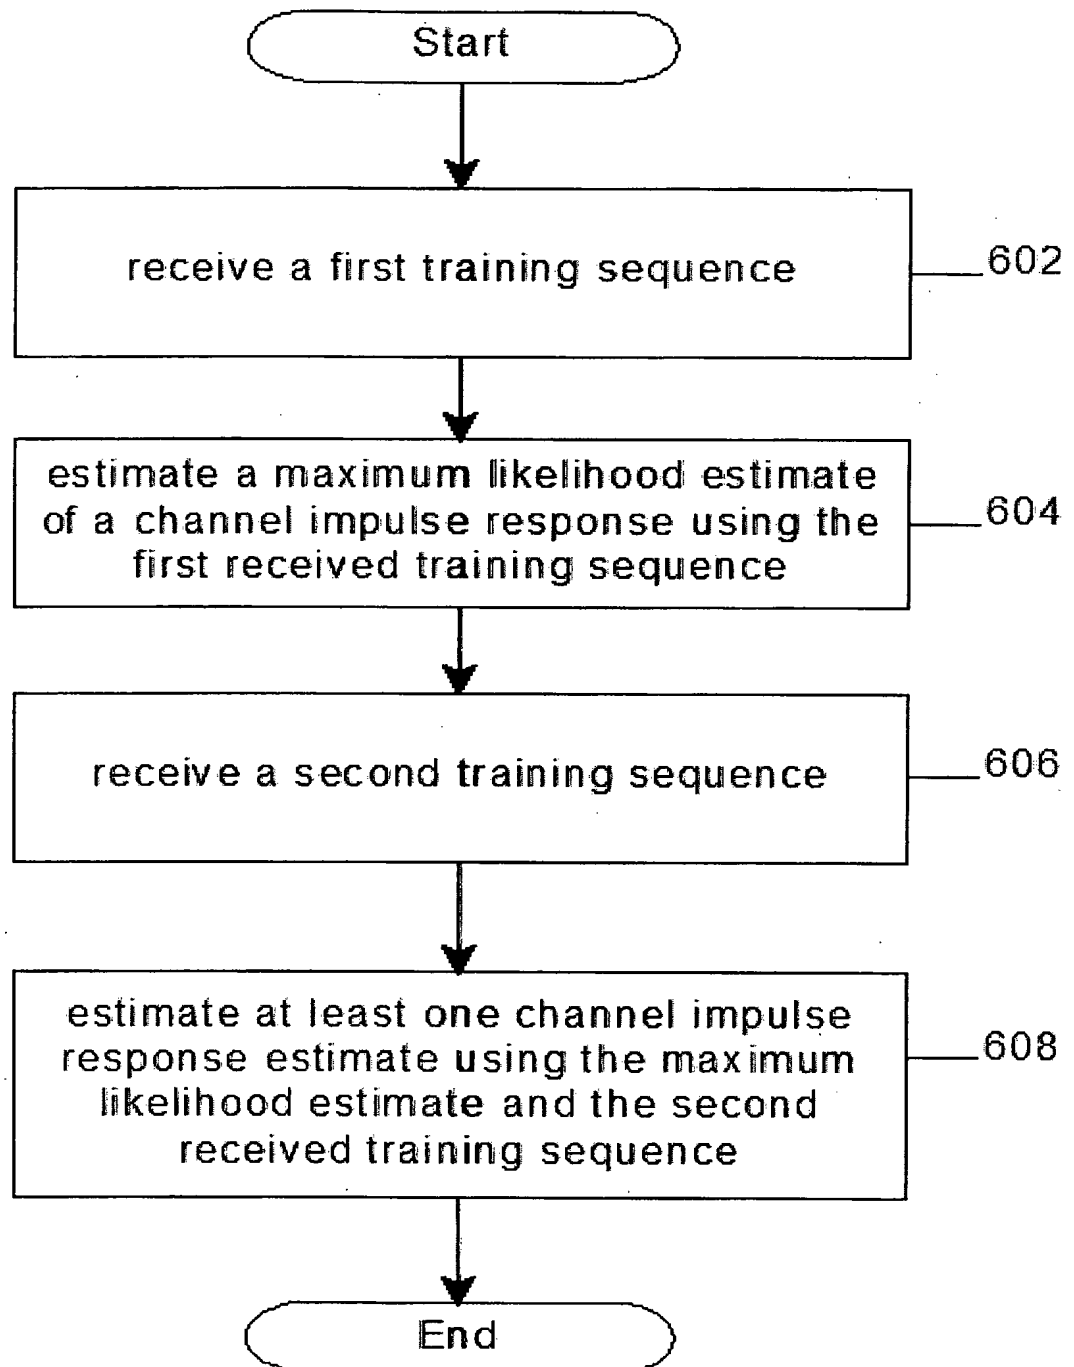 Start
receive a first training sequence
602
estimate a maximum likelihood estimate
of a channel impulse response using the
first received training sequence
604
receive a second training sequence
606
estimate at least one channel impulse
response estimate using the maximum
likelihood estimate and the second
received training sequence
608
End